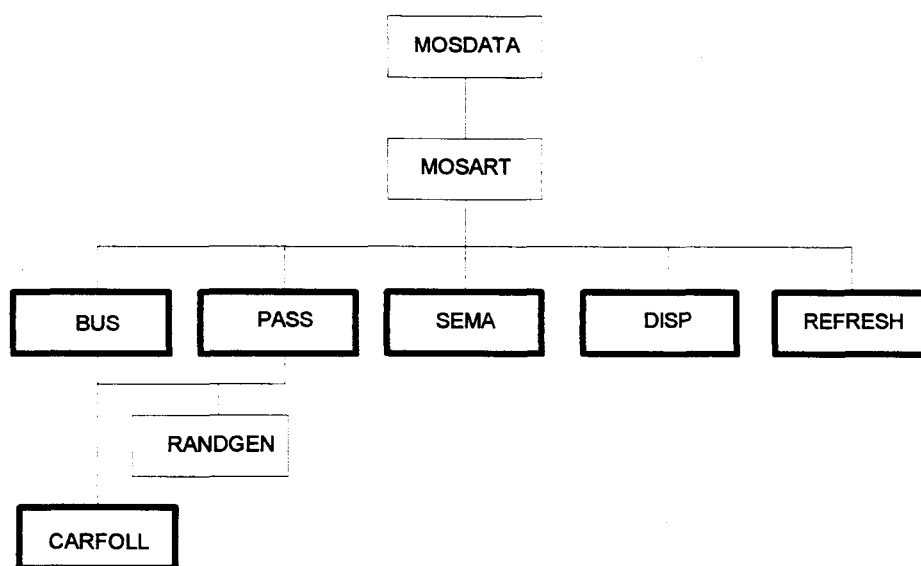 MOSDATA
MOSART
BUS
PASS
SEMA
DISP
REFRESH
RANDGEN
CARFOLL